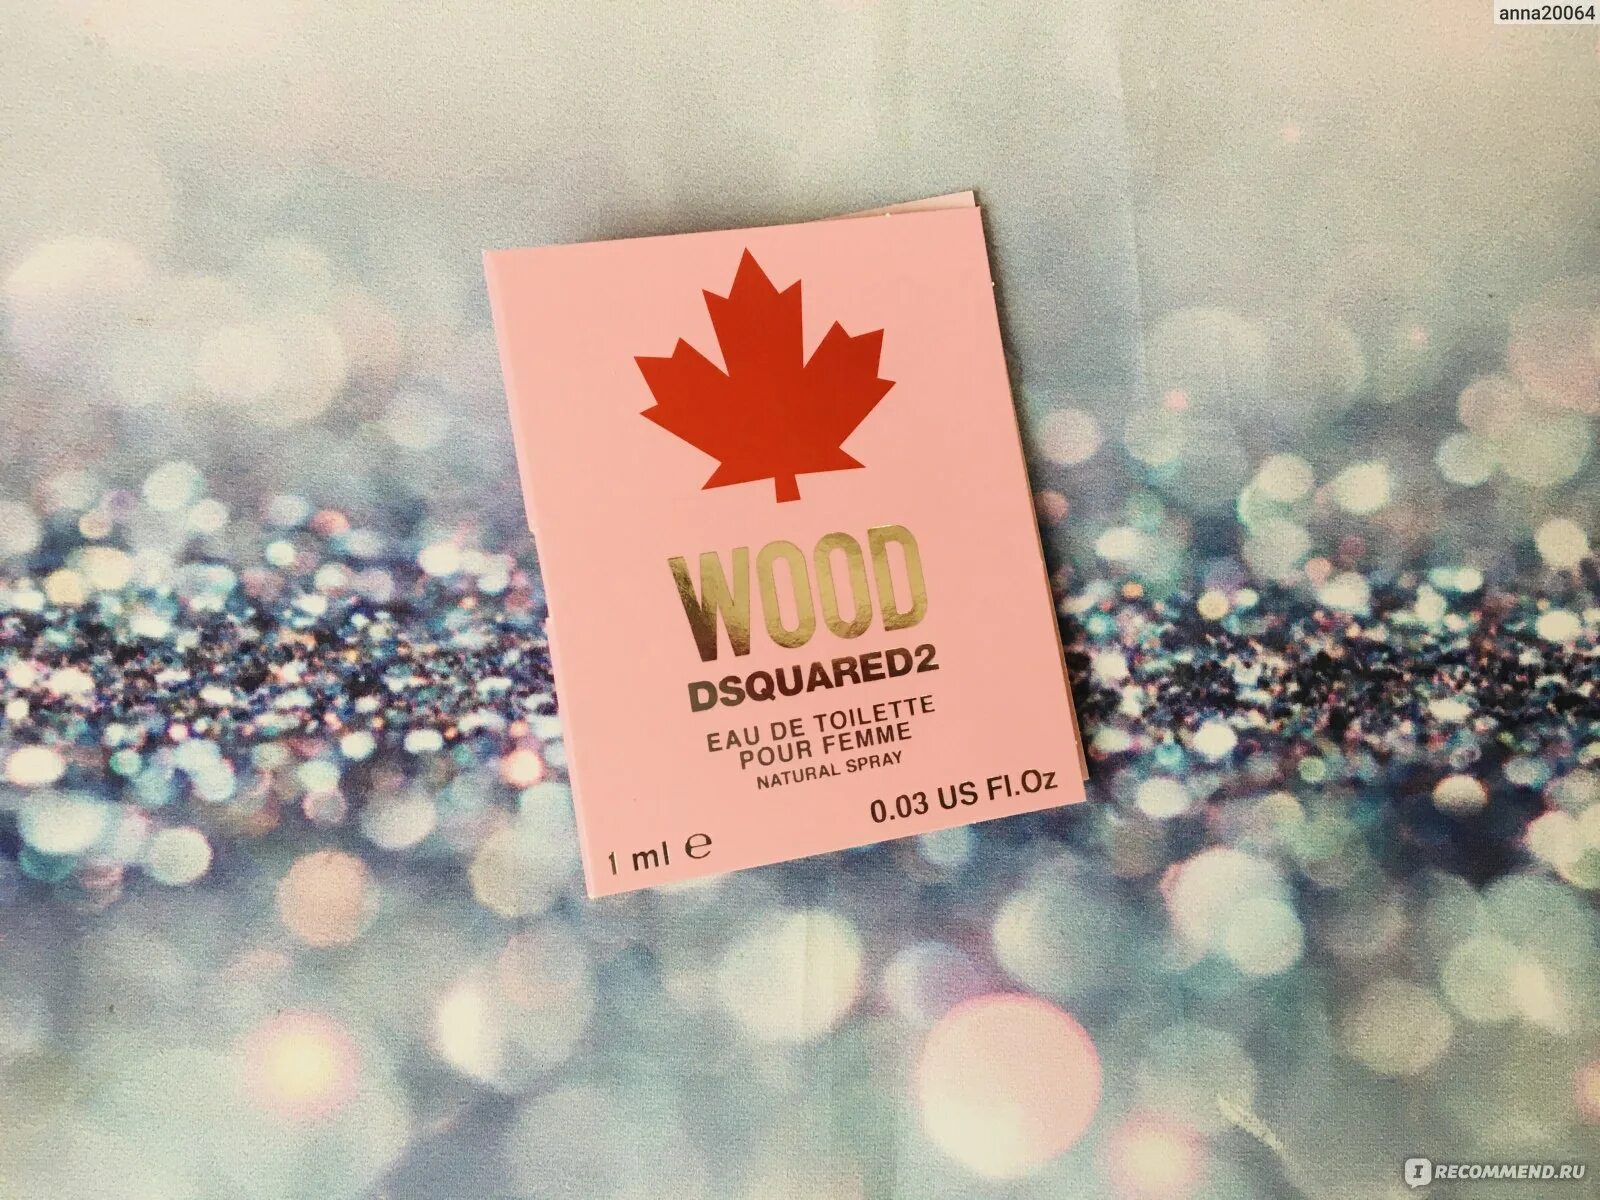 anna20064
WOOD
DSQUARED2
EAU DE TOILETTE
POUR FEMME
NATURAL SPRAY
0.03 US Fl.Oz
1 ml ℮
RECOMMEND.RU